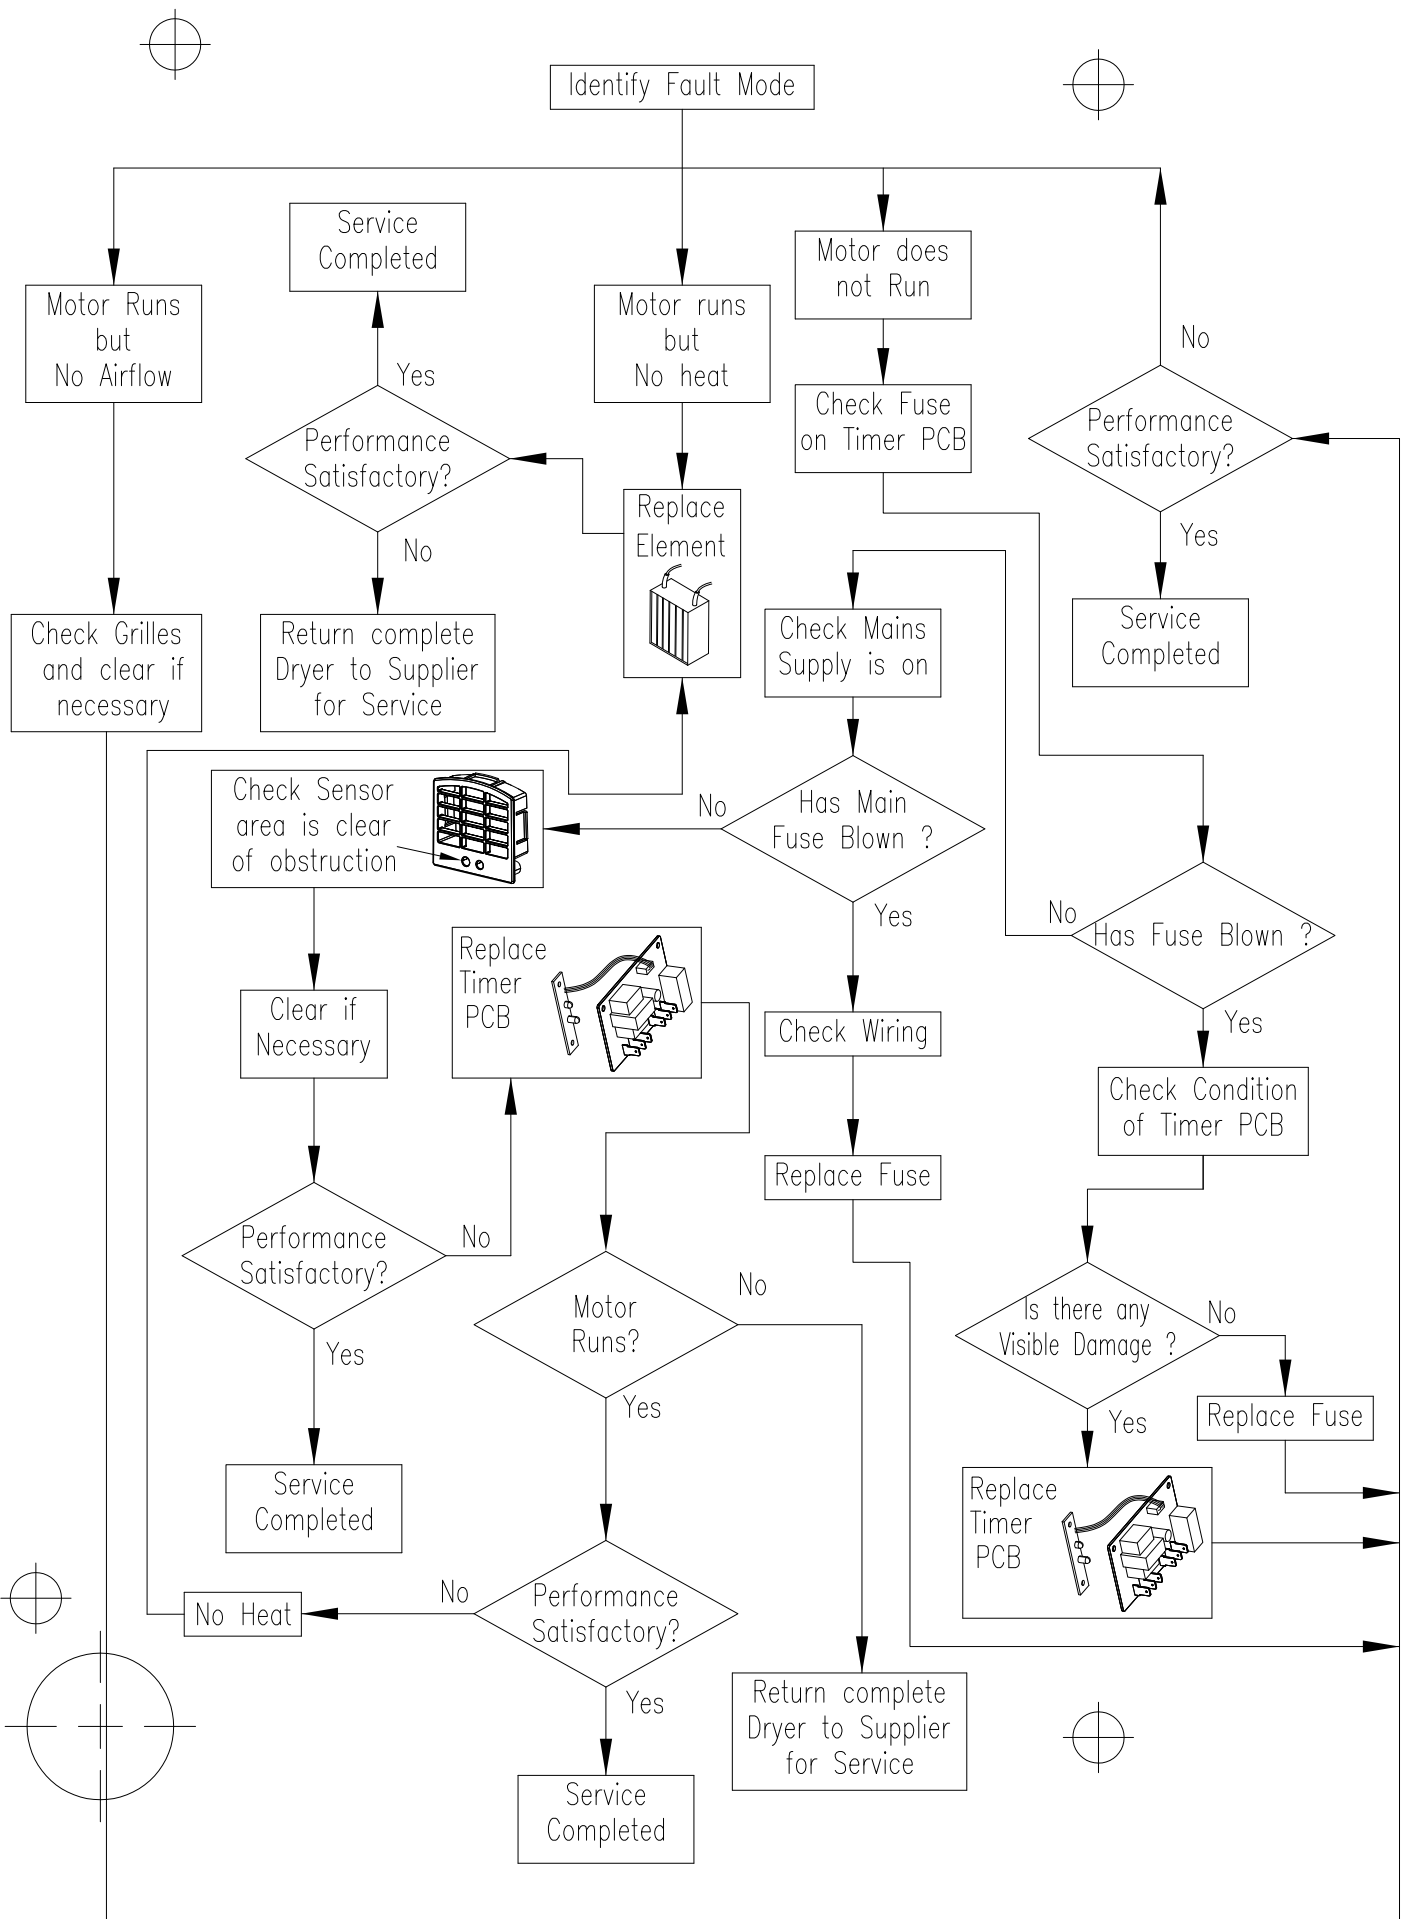 Identify Fault Mode
Service
Completed
Motor does
not Run
Motor Runs
but
No Airflow
Motor runs
but
No heat
No
Yes
Check Fuse
on Timer PCB
Performance
Satisfactory?
Performance
Satisfactory?
Replace
Element
No
Yes
Check Grilles
and clear if
necessary
Return complete
Dryer to Supplier
for Service
Check Mains
Supply is on
Service
Completed
Check Sensor
area is clear
of obstruction
No
Has Main
Fuse Blown ?
Yes
No
Has Fuse Blown ?
Replace
Timer
PCB
Clear if
Necessary
Check Wiring
Yes
Check Condition
of Timer PCB
Replace Fuse
Performance
Satisfactory?
No
Motor
Runs?
No
Is there any
Visible Damage ?
No
Yes
Yes
Yes
Replace Fuse
Service
Completed
Replace
Timer
PCB
No Heat
No
Performance
Satisfactory?
Yes
Return complete
Dryer to Supplier
for Service
Service
Completed